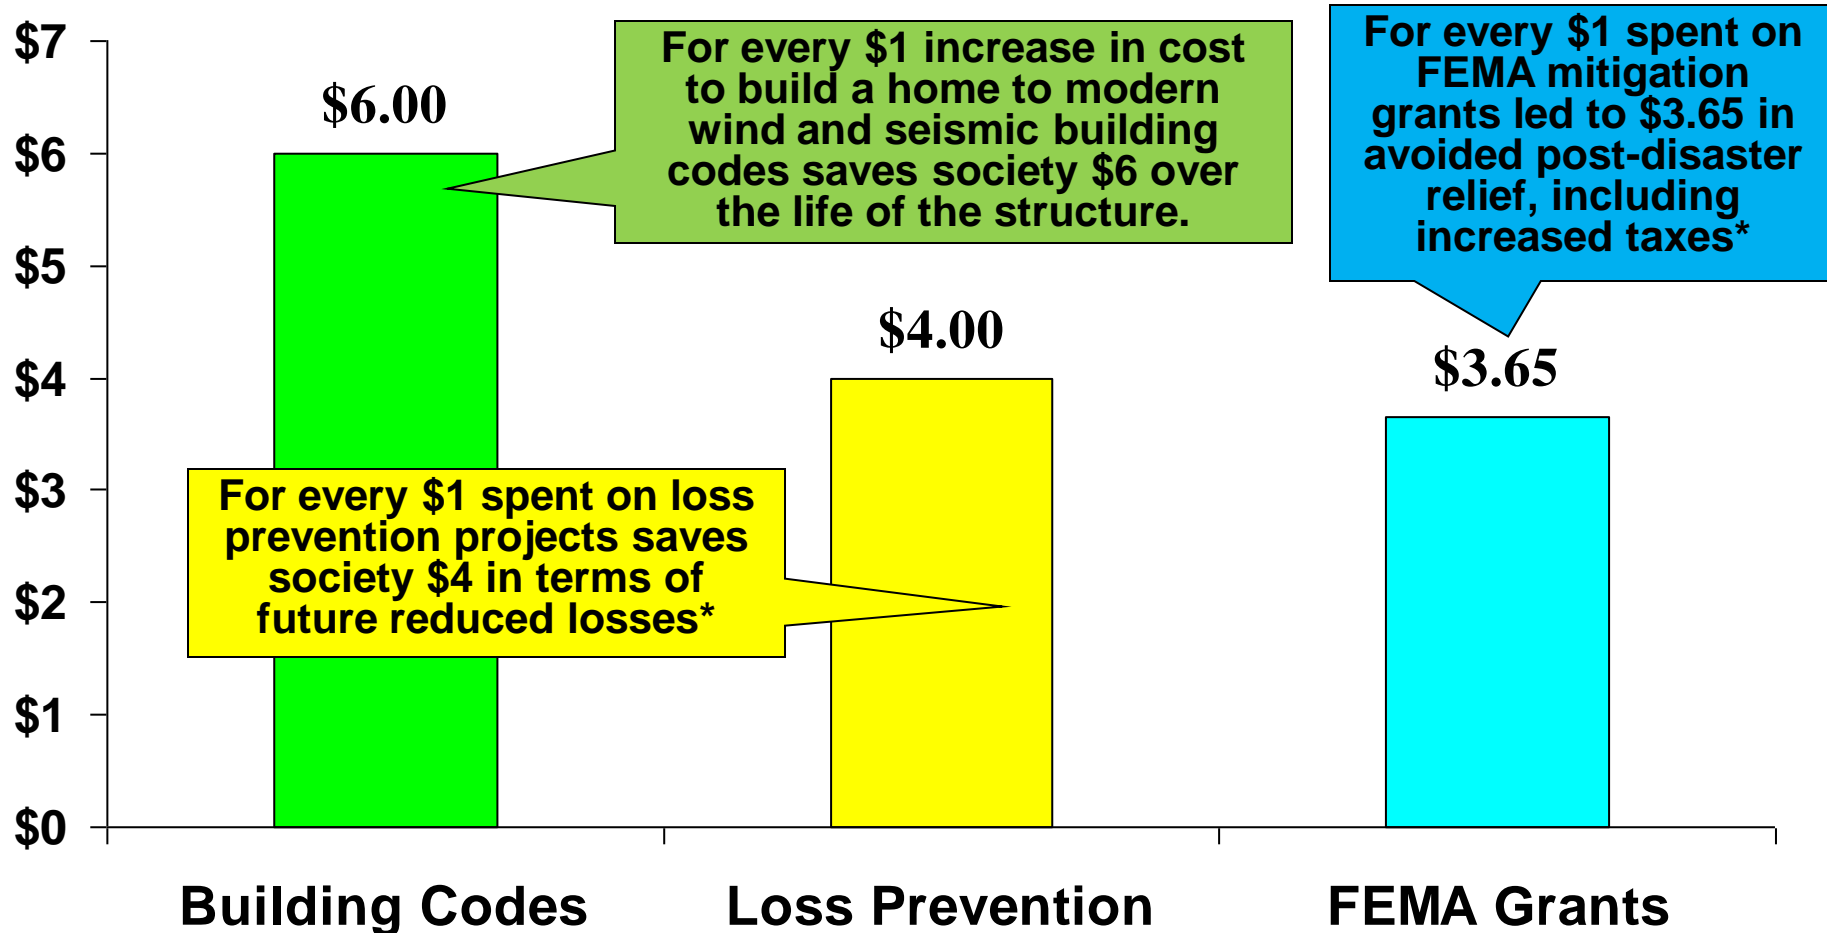 $7
$6
$5
$4
$3
$2
$1
$0
$6.00
For every $1 increase in cost
to build a home to modern
wind and seismic building
codes saves society $6 over
the life of the structure.
For every $1 spent on
FEMA mitigation
grants led to $3.65 in
avoided post-disaster
relief, including
increased taxes*
$4.00
$3.65
For every $1 spent on loss
prevention projects saves
society $4 in terms of
future reduced losses*
Building Codes
Loss Prevention
FEMA Grants